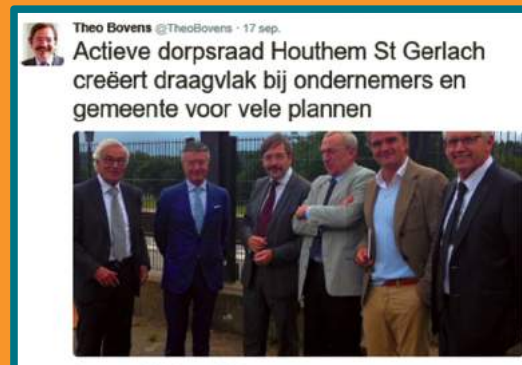 Theo Bovens @TheoBovens · 17 sep.
Actieve dorpsraad Houthem St Gerlach
creëert draagvlak bij ondernemers en
gemeente voor vele plannen